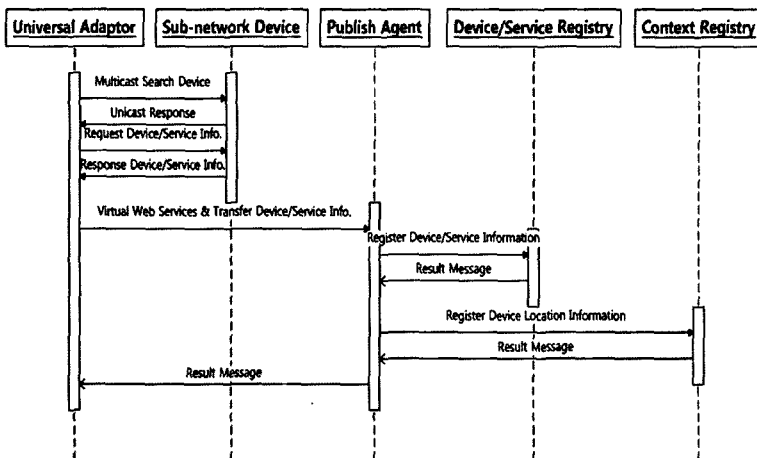 Universal Adaptor
Sub-network Device
Publish Agent
Device/Service Registry
Context Registry
Multicast Search Device
Unicast Response
Request Device/Service Info.
Response Device/Service Info.
Virtual Web Services & Transfer Device/Service Info.
Register Device/Service Information
Result Message
Register Device Location Information
Result Message
Result Message